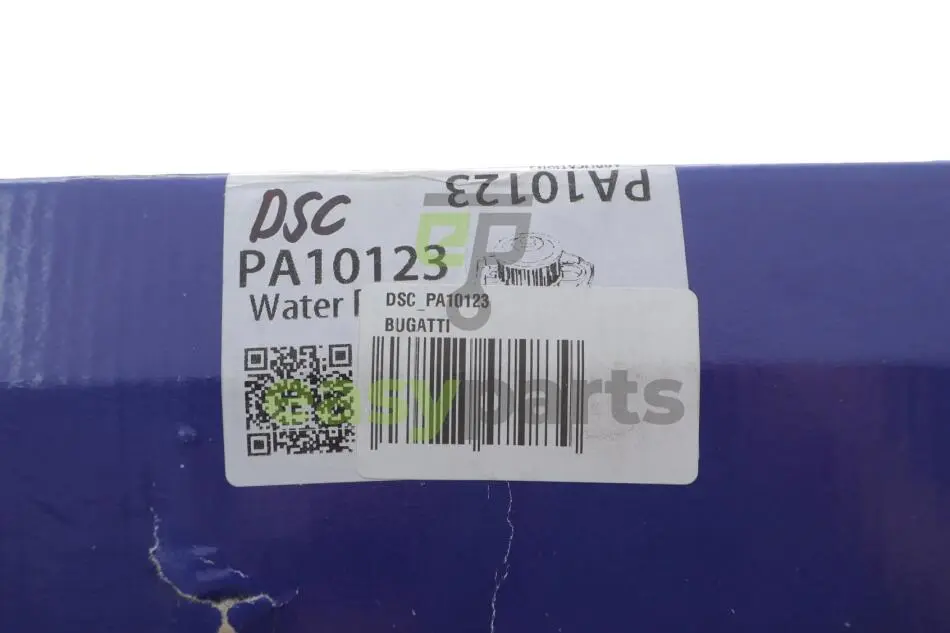 PA10123
DSC
PA10123
Water
DSC_PA10123
BUGATTI
easyparts